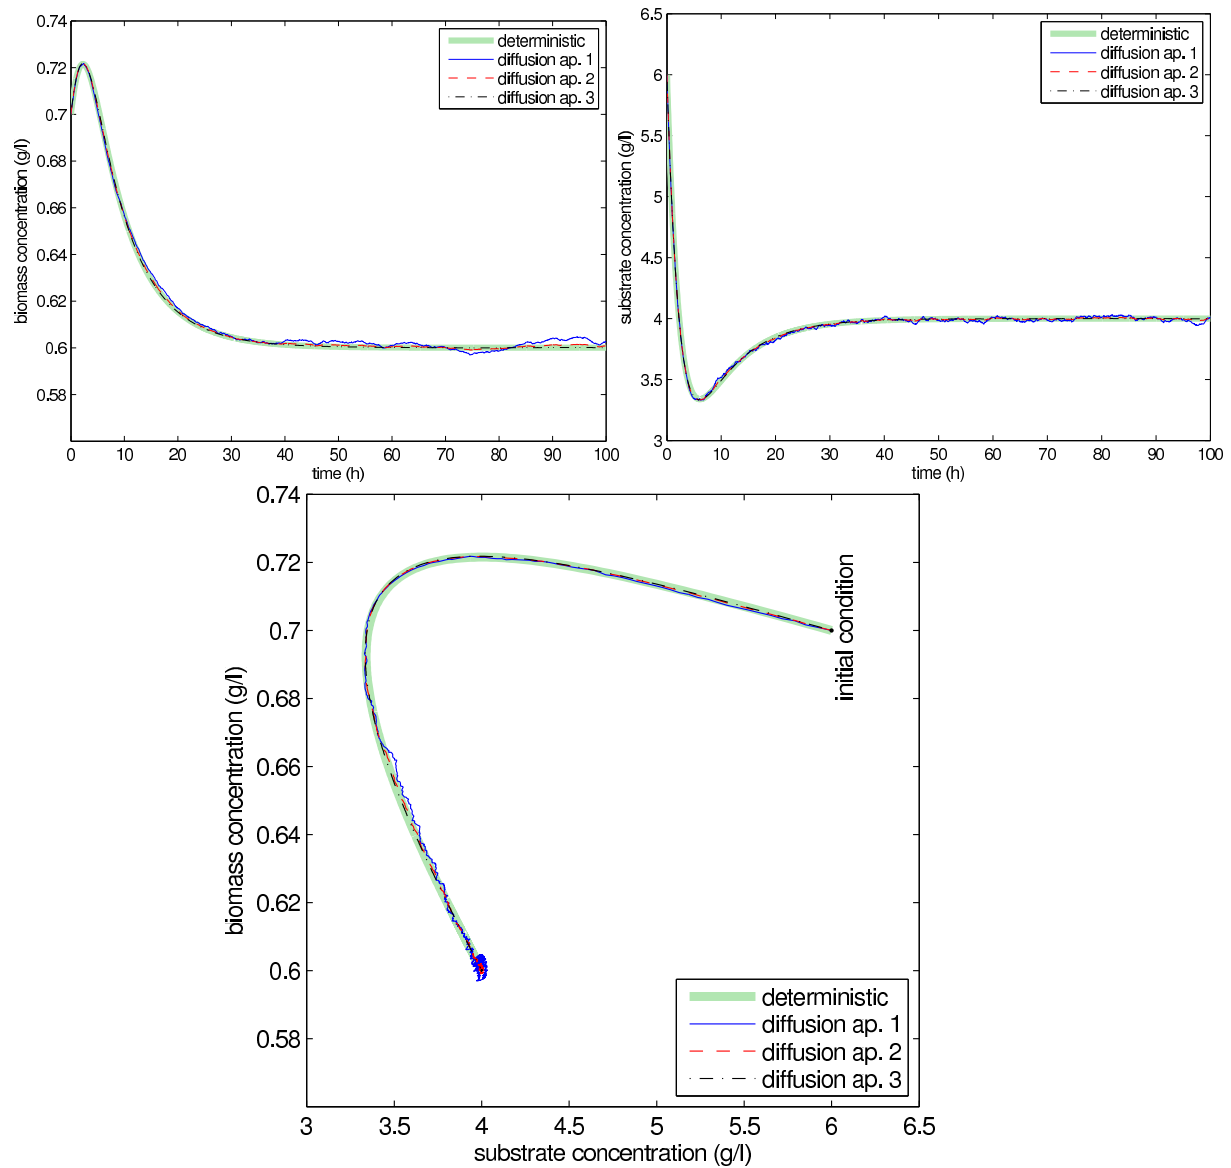 0.74
0.72
0.7
0.68
0.66
0.64
0.62
0.6
0.58
biomass concentration (g/l)
0 10 20 30 40 50 60 70 80 90 100
time (h)
deterministic
diffusion ap. 1
diffusion ap. 2
diffusion ap. 3
6.5
6
5.5
5
4.5
4
3.5
3
substrate concentration (g/l)
0 10 20 30 40 50 60 70 80 90 100
time (h)
deterministic
diffusion ap. 1
diffusion ap. 2
diffusion ap. 3
0.74
0.72
0.7
0.68
0.66
0.64
0.62
0.6
0.58
biomass concentration (g/l)
initial condition
deterministic
diffusion ap. 1
diffusion ap. 2
diffusion ap. 3
3 3.5 4 4.5 5 5.5 6 6.5
substrate concentration (g/l)